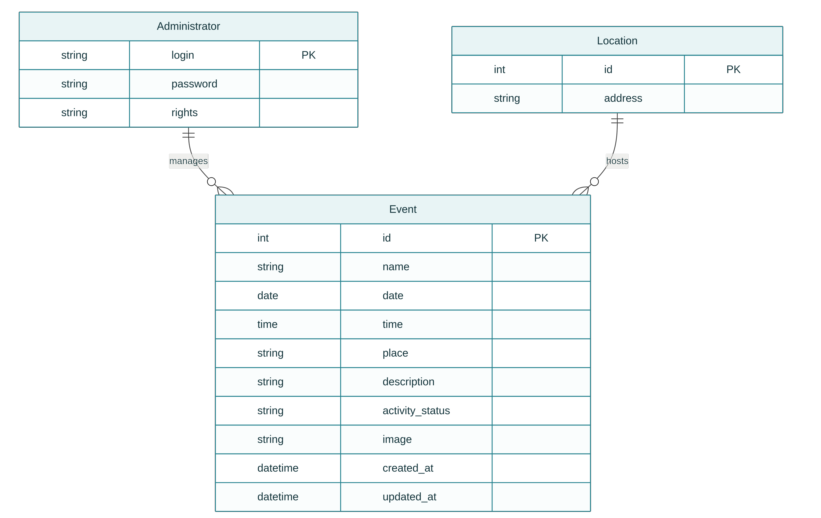 Administrator
string login PK
string password
string rights
Location
int id PK
string address
manages
hosts
Event
int id PK
string name
date date
time time
string place
string description
string activity_status
string image
datetime created_at
datetime updated_at